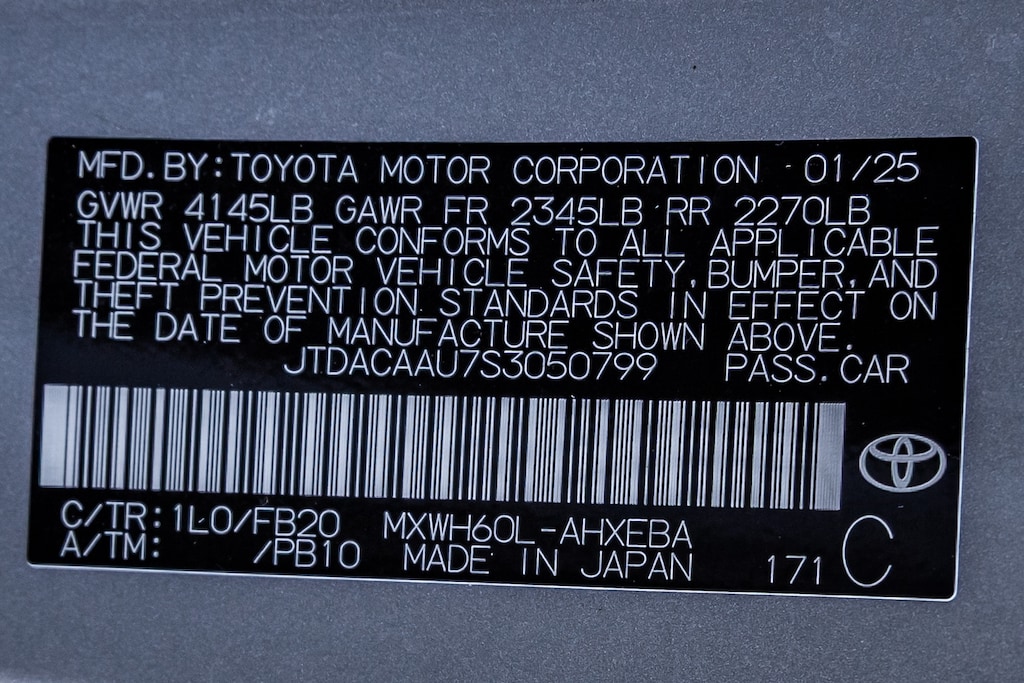 MFD.BY:TOYOTA MOTOR CORPORATION 01/25
GVWR 4145LB GAWR FR 2345LB RR 2270LB
THIS VEHICLE CONFORMS TO ALL APPLICABLE
FEDERAL MOTOR VEHICLE SAFETY,BUMPER,AND
THEFT PREVENTION STANDARDS IN EFFECT ON
THE DATE OF MANUFACTURE SHOWN ABOVE.
JTDACAAU7S3050799 PASS.CAR
C/TR:1L0/FB20 MXWH60L-AHXEBA
A/TM: /PB10 MADE IN JAPAN 171 C